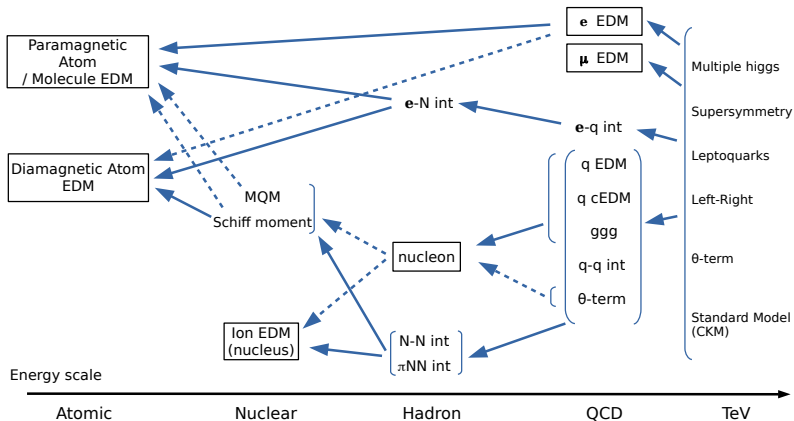 Paramagnetic
Atom
/ Molecule EDM
Diamagnetic Atom
EDM
MQM
Schiff moment
Ion EDM
(nucleus)
e-N int
nucleon
N-N int
πNN int
e EDM
μ EDM
e-q int
q EDM
q cEDM
ggg
q-q int
θ-term
Multiple higgs
Supersymmetry
Leptoquarks
Left-Right
θ-term
Standard Model
(CKM)
Energy scale
Atomic
Nuclear
Hadron
QCD
TeV